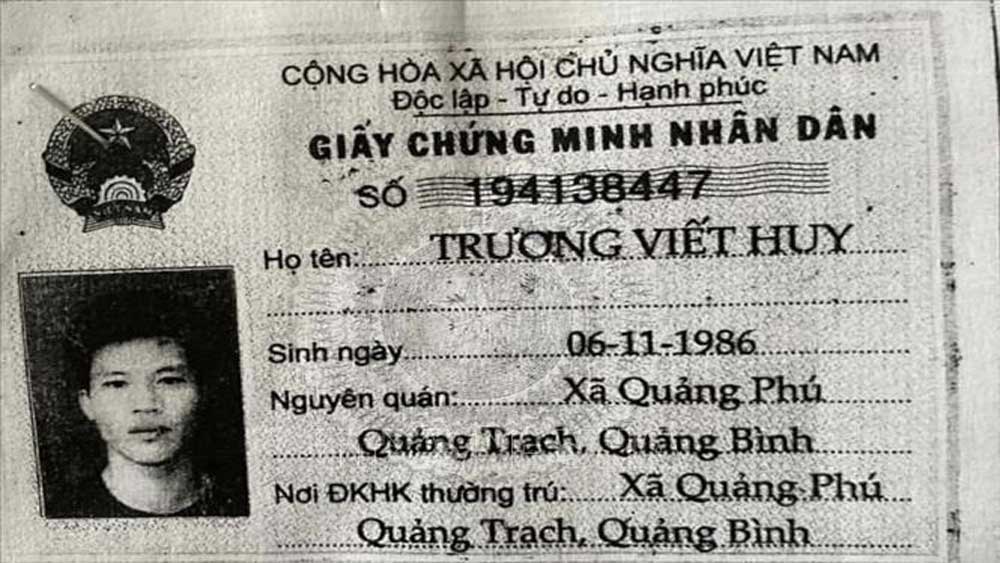 CỘNG HÒA XÃ HỘI CHỦ NGHĨA VIỆT NAM
Độc lập - Tự do - Hạnh phúc
GIẤY CHỨNG MINH NHÂN DÂN
SỐ 194138447
Họ tên: TRƯƠNG VIẾT HUY
Sinh ngày 06-11-1986
Nguyên quán: Xã Quảng Phú
Quảng Trạch, Quảng Bình
Nơi ĐKHK thường trú: Xã Quảng Phú
Quảng Trạch, Quảng Bình
VIỆT NAM